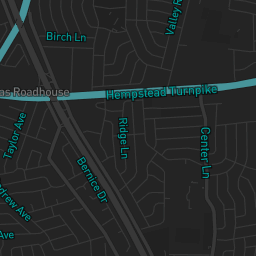 Valley R
Birch Ln
as Roadhouse
Hempstead Turnpike
Taylor Ave
Ridge Ln
Center Ln
Bernice Dr
drew Ave
Ave